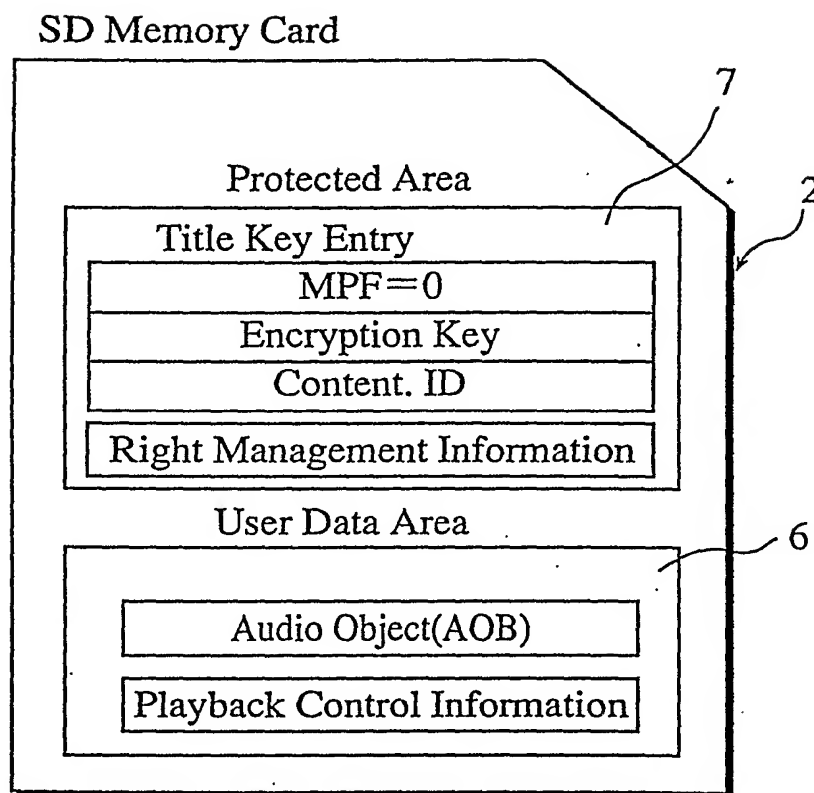 SD Memory Card
7
Protected Area
2
Title Key Entry
MPF=0
Encryption Key
Content. ID
Right Management Information
User Data Area
6
Audio Object(AOB)
Playback Control Information